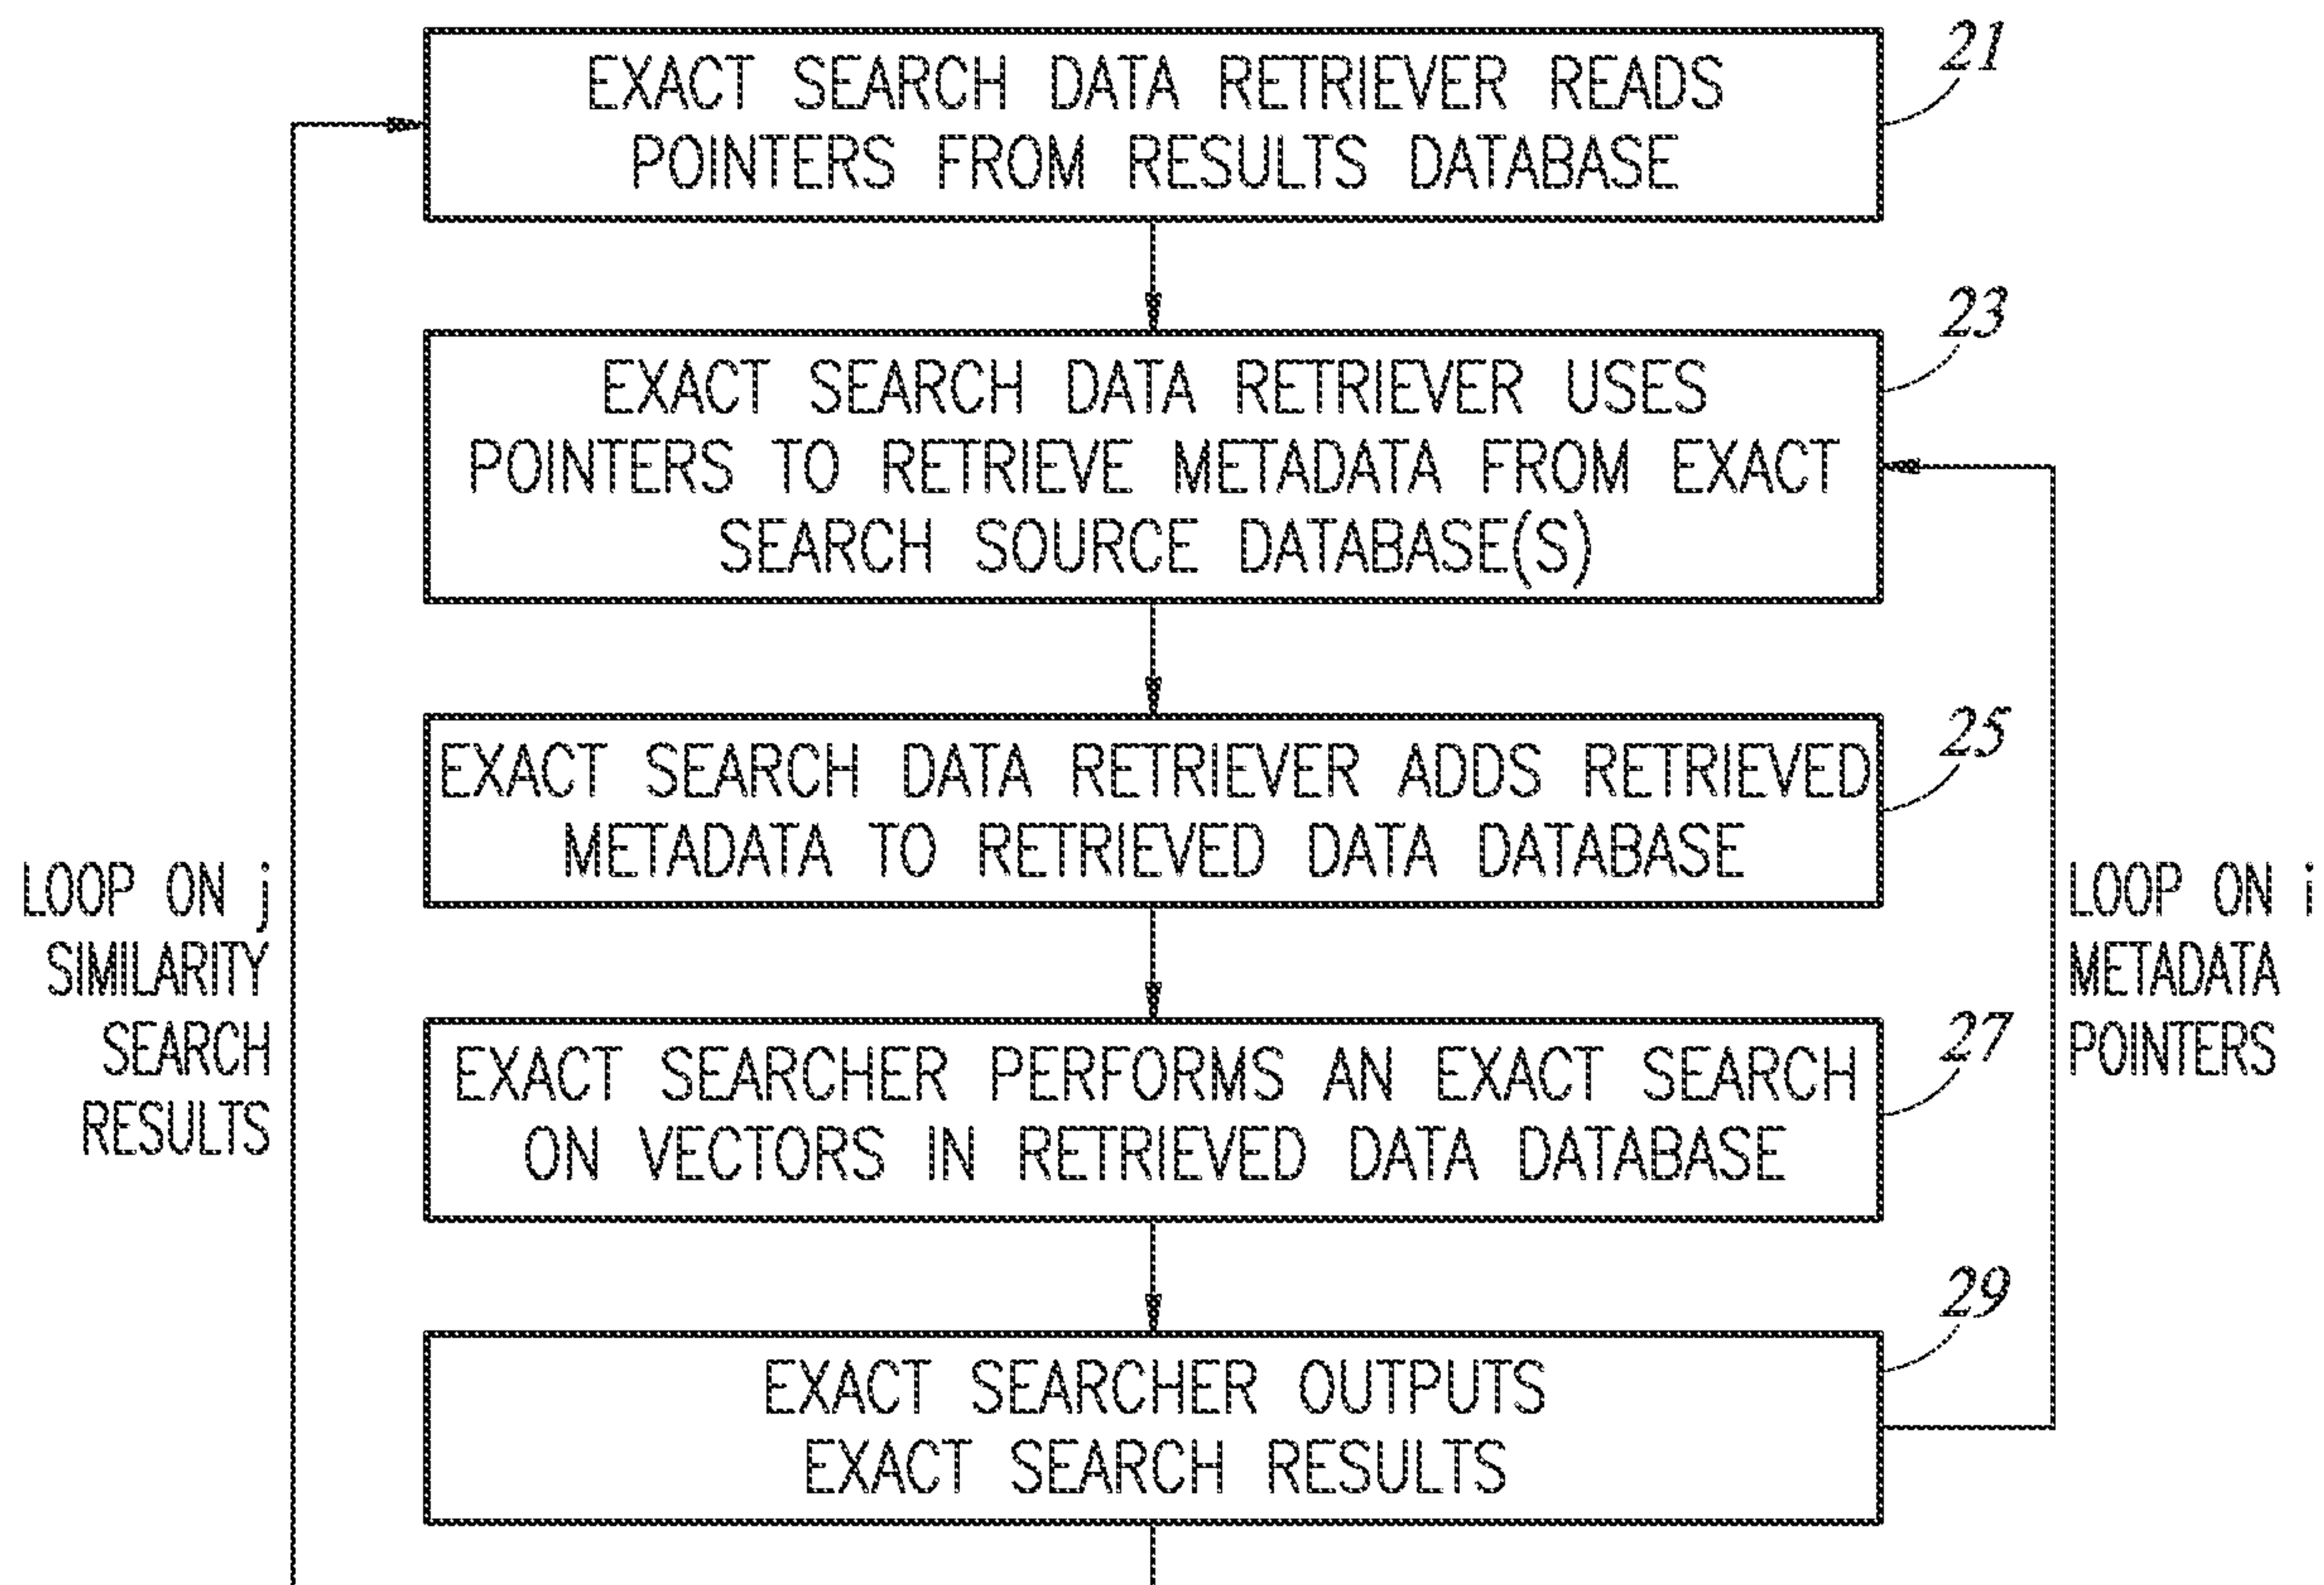 EXACT SEARCH DATA RETRIEVER READS
POINTERS FROM RESULTS DATABASE
21
EXACT SEARCH DATA RETRIEVER USES
POINTERS TO RETRIEVE METADATA FROM EXACT
SEARCH SOURCE DATABASE(S)
23
EXACT SEARCH DATA RETRIEVER ADDS RETRIEVED
METADATA TO RETRIEVED DATA DATABASE
25
LOOP ON j
SIMILARITY
SEARCH
RESULTS
LOOP ON i
METADATA
POINTERS
EXACT SEARCHER PERFORMS AN EXACT SEARCH
ON VECTORS IN RETRIEVED DATA DATABASE
27
EXACT SEARCHER OUTPUTS
EXACT SEARCH RESULTS
29